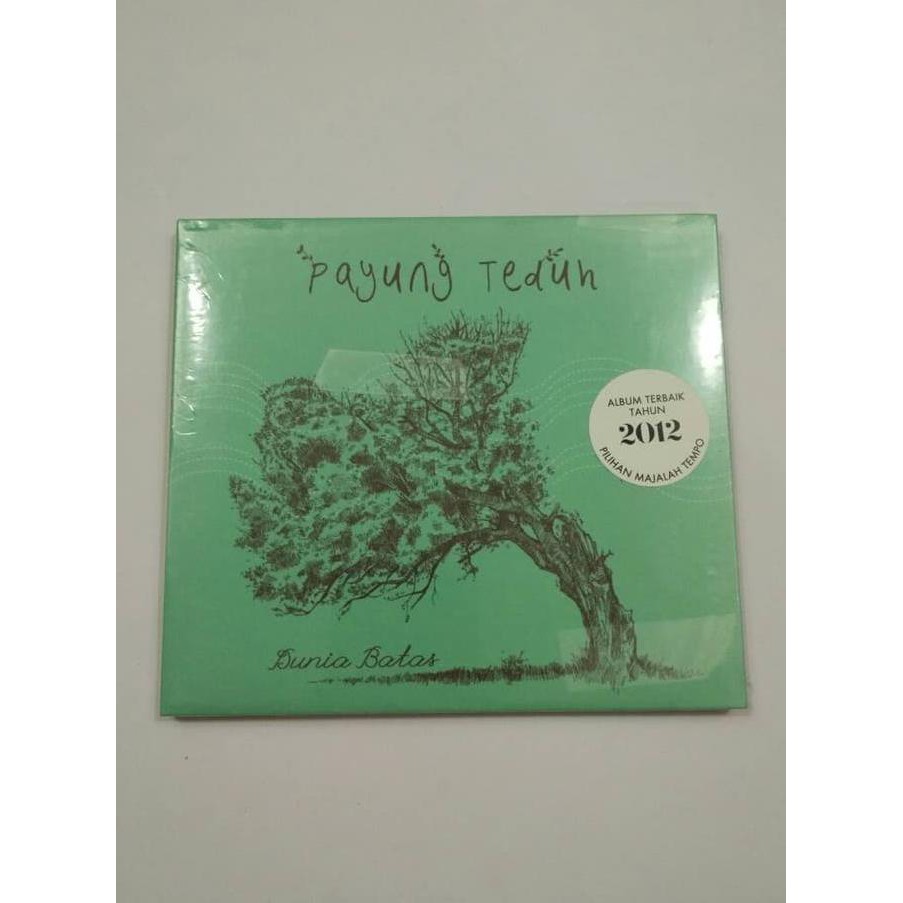 Payung Teduh
ALBUM TERBAIK
TAHUN
2012
PILIHAN MAJALAH TEMPO
Dunia Batas